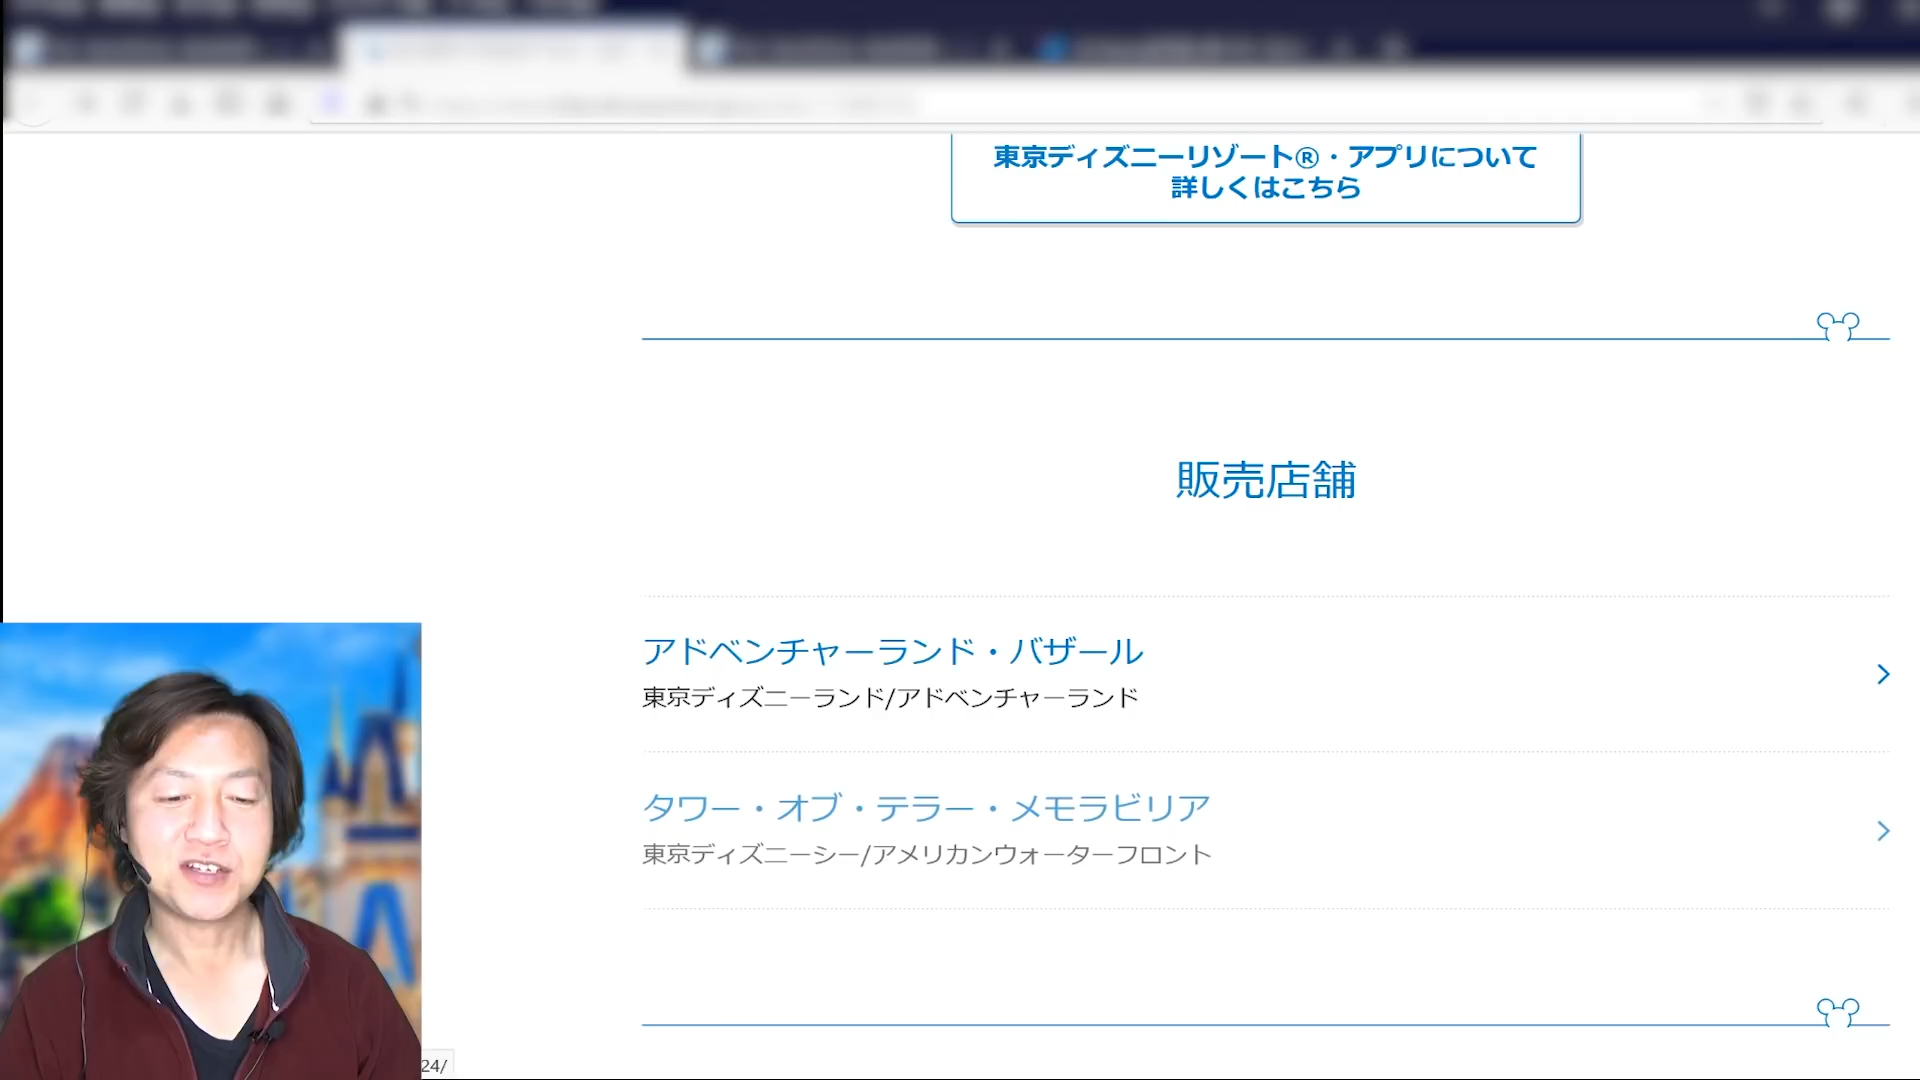 東京ディズニーリゾート®・アプリについて
詳しくはこちら
販売店舗
アドベンチャーランド・バザール
東京ディズニーランド/アドベンチャーランド
タワー・オブ・テラー・メモラビリア
東京ディズニーシー/アメリカンウォーターフロント
24/